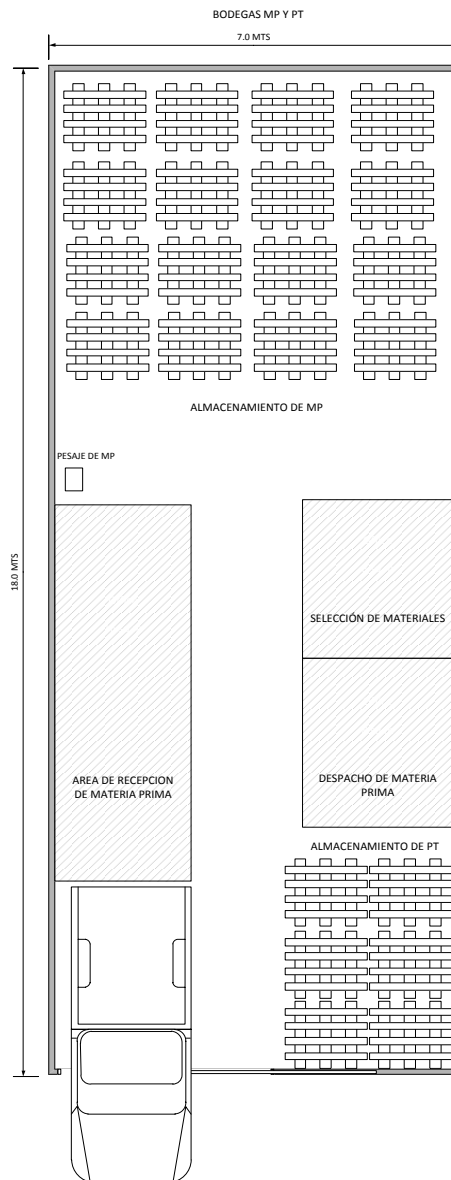 BODEGAS MP Y PT
7.0 MTS
ALMACENAMIENTO DE MP
PESAJE DE MP
18.0 MTS
SELECCIÓN DE MATERIALES
AREA DE RECEPCION
DE MATERIA PRIMA
DESPACHO DE MATERIA
PRIMA
ALMACENAMIENTO DE PT